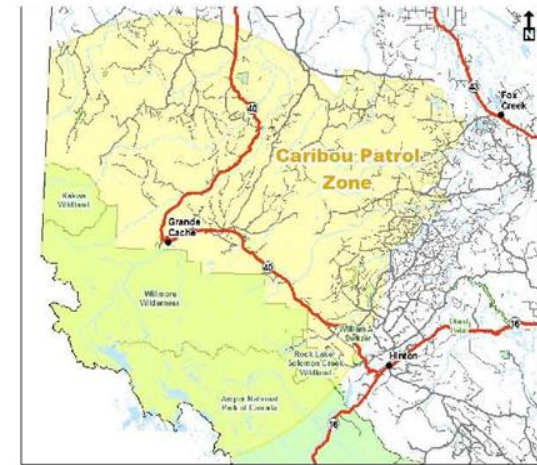 N
40
43
Fox
Creek
Caribou Patrol
Zone
Kakwa
Wildland
Grande
Cache
40
Willmore
Wilderness
William A
Switzer
Obed
16
Rock Lake
Solomon Creek
Wildland
Hinton
Jasper National
Park of Canada
16